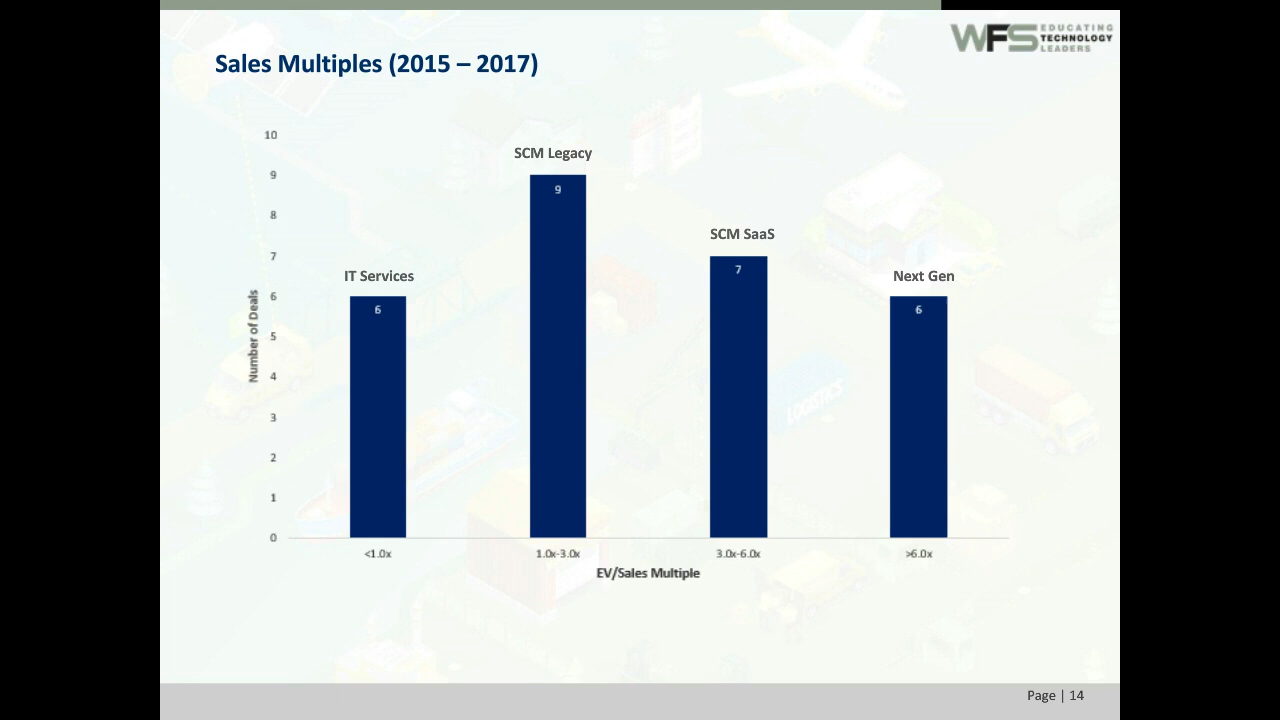 WFS EDUCATING
TECHNOLOGY
LEADERS
Sales Multiples (2015 – 2017)
10
9
8
7
6
5
4
3
2
1
0
Number of Deals
IT Services
6
SCM Legacy
9
SCM SaaS
7
Next Gen
6
<1.0x
1.0x-3.0x
3.0x-6.0x
>6.0x
EV/Sales Multiple
LOGISTICS
Page | 14